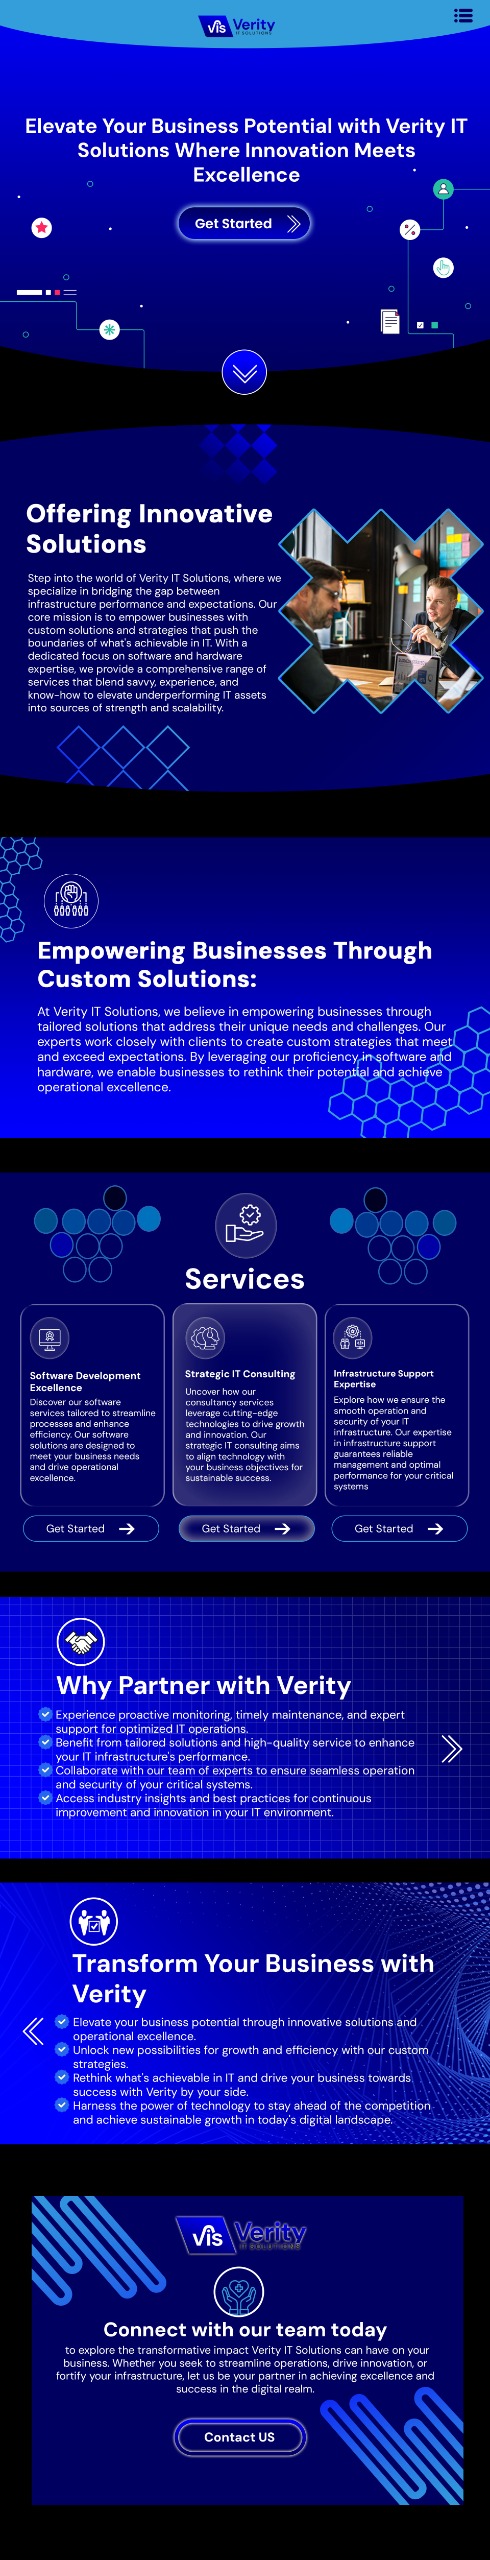 vis Verity
IT SOLUTIONS
Elevate Your Business Potential with Verity IT
Solutions Where Innovation Meets
Excellence
Get Started
Offering Innovative
Solutions
Step into the world of Verity IT Solutions, where we
specialize in bridging the gap between
infrastructure performance and expectations. Our
core mission is to empower businesses with
custom solutions and strategies that push the
boundaries of what's achievable in IT. With a
dedicated focus on software and hardware
expertise, we provide a comprehensive range of
services that blend savvy, experience, and
know-how to elevate underperforming IT assets
into sources of strength and scalability.
Empowering Businesses Through
Custom Solutions:
At Verity IT Solutions, we believe in empowering businesses through
tailored solutions that address their unique needs and challenges. Our
experts work closely with clients to create custom strategies that meet
and exceed expectations. By leveraging our proficiency in software and
hardware, we enable businesses to rethink their potential and achieve
operational excellence.
Services
Software Development
Excellence
Discover our software
services tailored to streamline
processes and enhance
efficiency. Our software
solutions are designed to
meet your business needs
and drive operational
excellence.
Get Started
Strategic IT Consulting
Uncover how our
consultancy services
leverage cutting-edge
technologies to drive growth
and innovation. Our
strategic IT consulting aims
to align technology with
your business objectives for
sustainable success.
Get Started
Infrastructure Support
Expertise
Explore how we ensure the
smooth operation and
security of your IT
infrastructure. Our expertise
in infrastructure support
guarantees reliable
management and optimal
performance for your critical
systems
Get Started
Why Partner with Verity
Experience proactive monitoring, timely maintenance, and expert
support for optimized IT operations.
Benefit from tailored solutions and high-quality service to enhance
your IT infrastructure's performance.
Collaborate with our team of experts to ensure seamless operation
and security of your critical systems.
Access industry insights and best practices for continuous
improvement and innovation in your IT environment.
Transform Your Business with
Verity
Elevate your business potential through innovative solutions and
operational excellence.
Unlock new possibilities for growth and efficiency with our custom
strategies.
Rethink what's achievable in IT and drive your business towards
success with Verity by your side.
Harness the power of technology to stay ahead of the competition
and achieve sustainable growth in today's digital landscape.
vis Verity
IT SOLUTIONS
Connect with our team today
to explore the transformative impact Verity IT Solutions can have on your
business. Whether you seek to streamline operations, drive innovation, or
fortify your infrastructure, let us be your partner in achieving excellence and
success in the digital realm.
Contact US